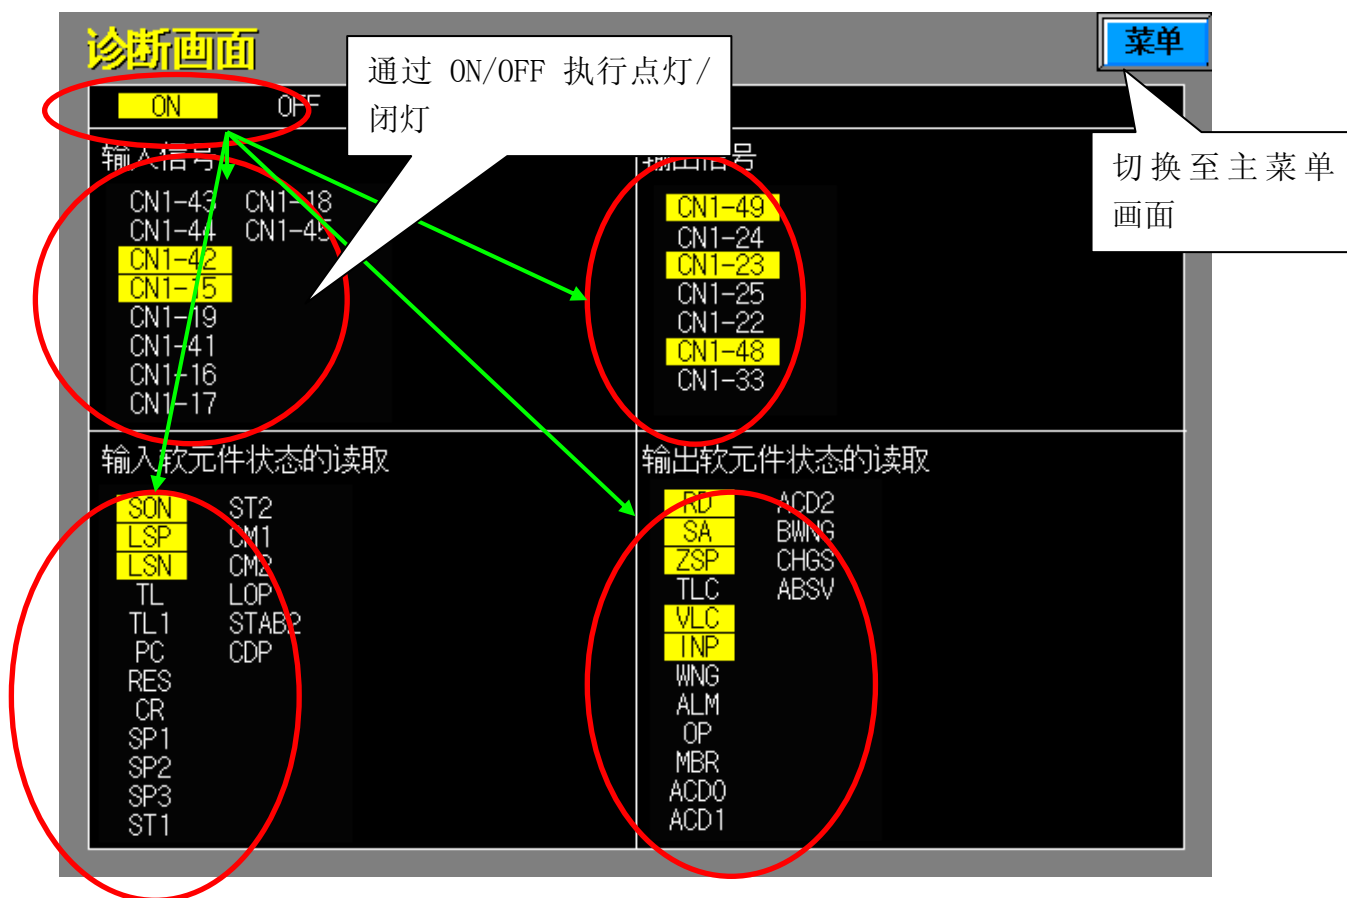 诊断画面
菜单
通过 ON/OFF 执行点灯/
闭灯
切换至主菜单
画面
ON OFF
输入信号
CN1-43 CN1-18
CN1-44 CN1-45
CN1-42
CN1-15
CN1-19
CN1-41
CN1-16
CN1-17
输出信号
CN1-49
CN1-24
CN1-23
CN1-25
CN1-22
CN1-48
CN1-33
输入软元件状态的读取
SON ST2
LSP CM1
LSN CM2
TL LOP
TL1 STAB2
PC CDP
RES
CR
SP1
SP2
SP3
ST1
输出软元件状态的读取
RD ACD2
SA BWNG
ZSP CHGS
TLC ABSV
VLC
INP
WNG
ALM
OP
MBR
ACD0
ACD1